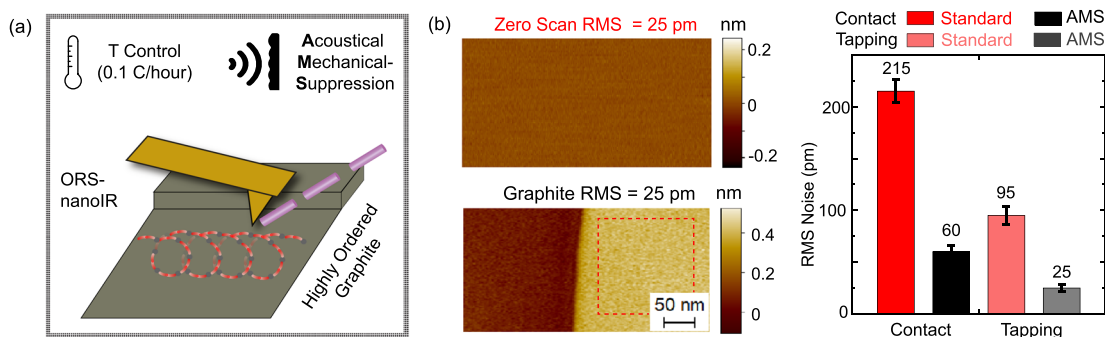 (a)
T Control
(0.1 C/hour)
Acoustical
Mechanical-
Suppression
ORS-
nanoIR
Highly Ordered
Graphite
(b)
Zero Scan RMS = 25 pm
nm
0.2
0
-0.2
Graphite RMS = 25 pm
nm
0.4
0.2
0
50 nm
Contact Standard AMS
Tapping Standard AMS
RMS Noise (pm)
200
100
0
215
60
95
25
Contact
Tapping